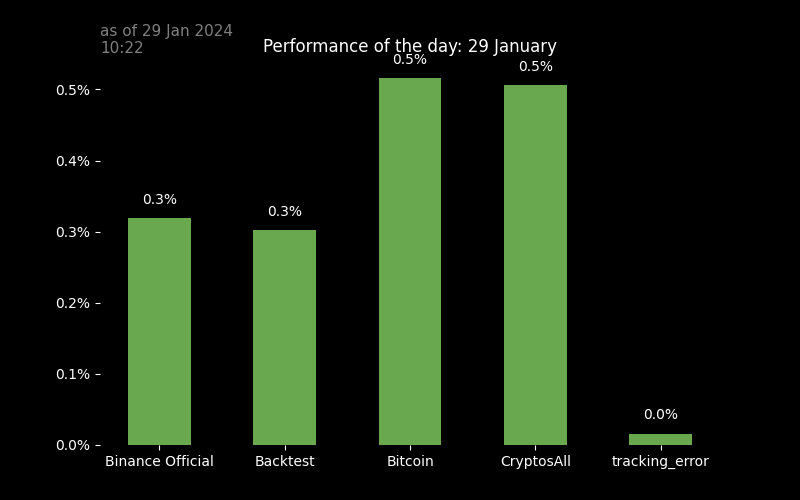 as of 29 Jan 2024
10:22
Performance of the day: 29 January
0.5%
0.4%
0.3%
0.2%
0.1%
0.0%
0.3%
0.3%
0.5%
0.5%
0.0%
Binance Official
Backtest
Bitcoin
CryptosAll
tracking_error